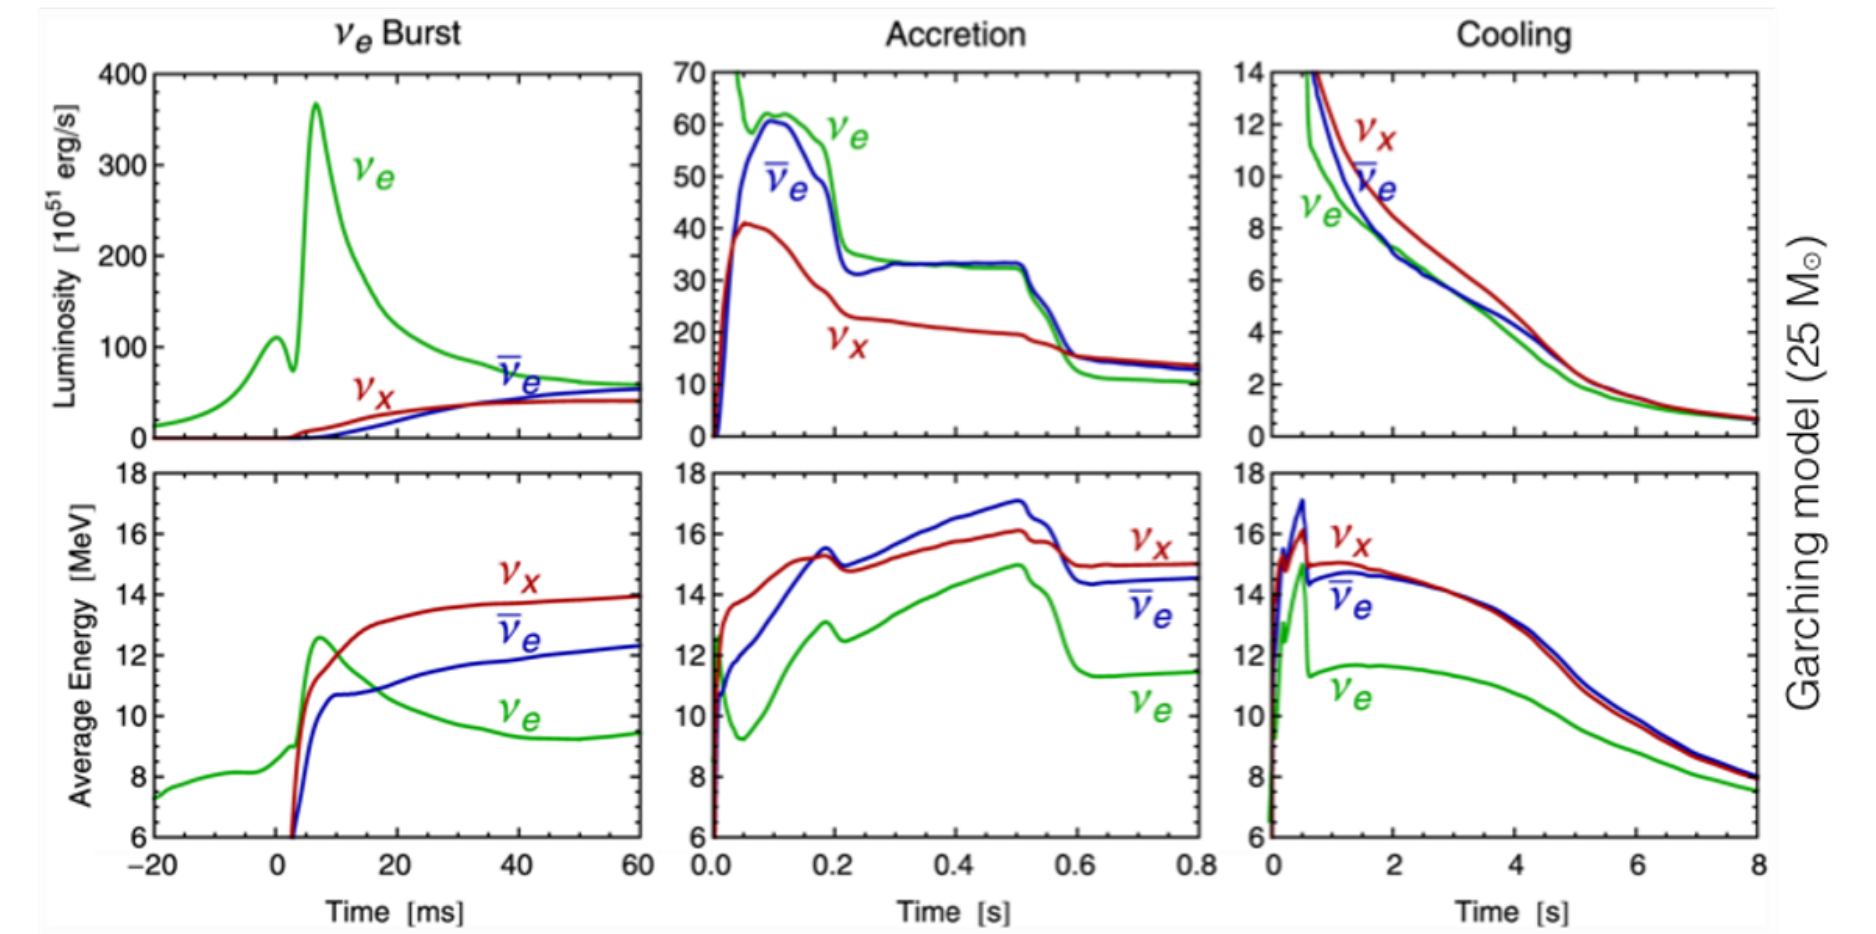 νe Burst
Accretion
Cooling
Luminosity [10^51 erg/s]
400
300
200
100
0
νe
νx
ν̅e
70
60
50
40
30
20
10
0
νe
ν̅e
νx
14
12
10
8
6
4
2
0
νx
ν̅e
νe
Average Energy [MeV]
18
16
14
12
10
8
6
νx
ν̅e
νe
−20
0
20
40
60
Time [ms]
18
16
14
12
10
8
6
νx
ν̅e
νe
0.0
0.2
0.4
0.6
0.8
Time [s]
18
16
14
12
10
8
6
νx
ν̅e
νe
0
2
4
6
8
Time [s]
Garching model (25 M☉)